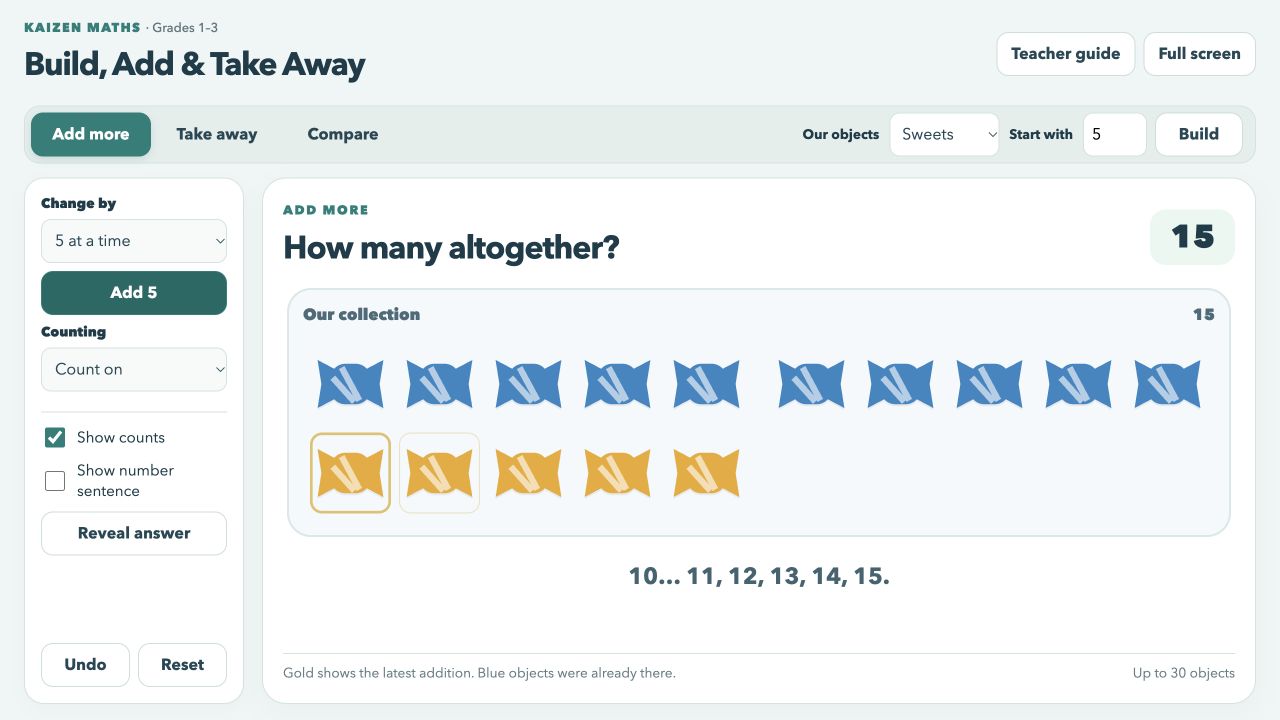 KAIZEN MATHS · Grades 1–3
Build, Add & Take Away
Teacher guide
Full screen
Add more
Take away
Compare
Our objects
Sweets
Start with
5
Build
Change by
5 at a time
Add 5
Counting
Count on
Show counts
Show number
sentence
Reveal answer
Undo
Reset
ADD MORE
How many altogether?
15
Our collection
15
10… 11, 12, 13, 14, 15.
Gold shows the latest addition. Blue objects were already there.
Up to 30 objects